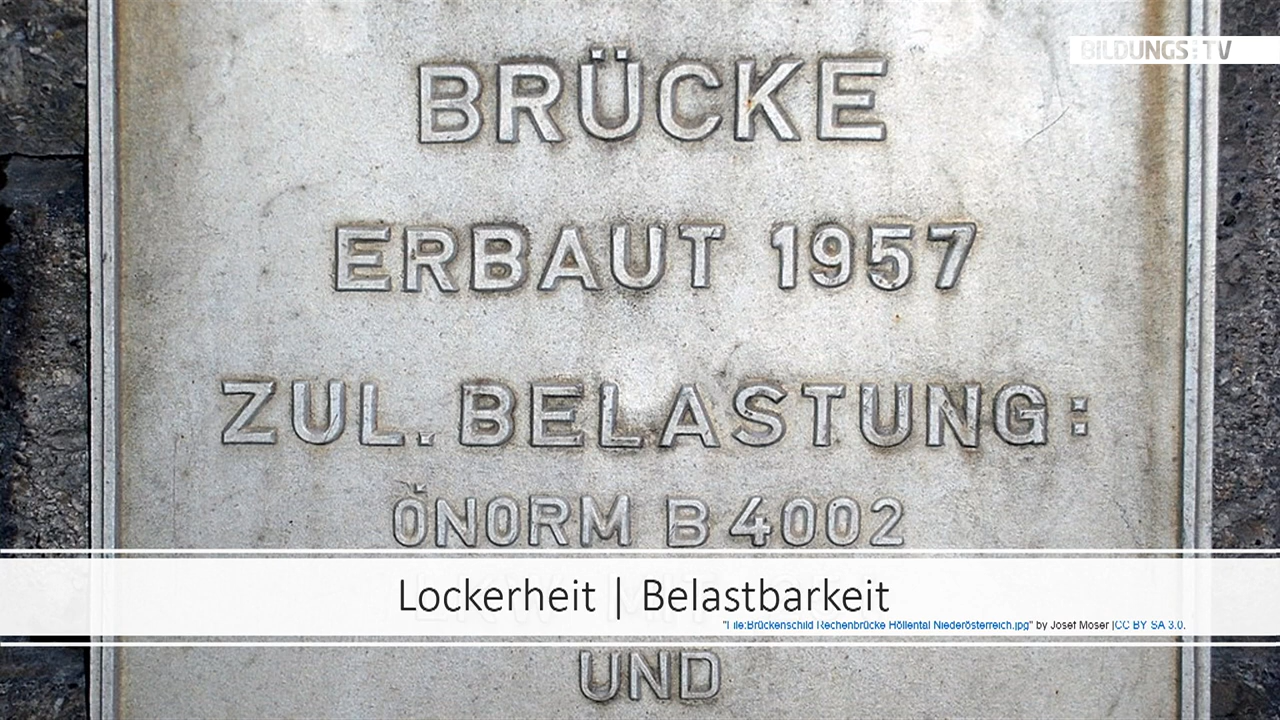 BILDUNGS:TV
BRÜCKE
ERBAUT 1957
ZUL. BELASTUNG:
ÖNORM B 4002
Lockerheit | Belastbarkeit
"File:Brückenschild Rechenbrücke Höllental Niederösterreich.jpg" by Josef Moser |CC BY SA 3.0.
UND